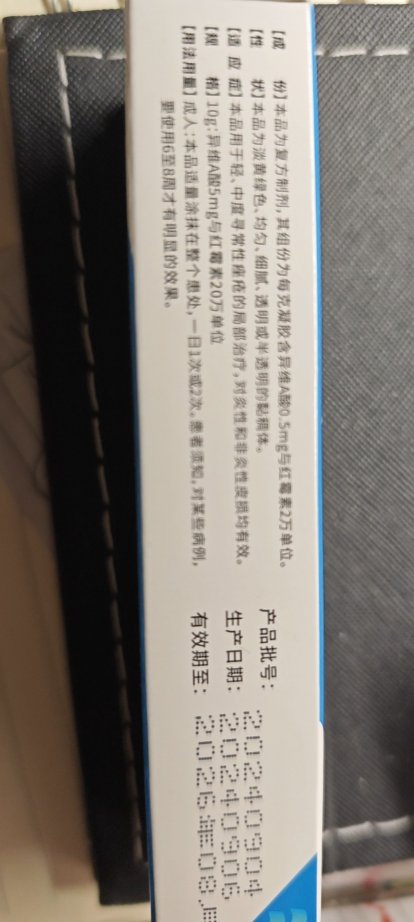 【成　份】本品为复方制剂，其组份为每克凝胶含异维A酸0.5mg与红霉素2万单位。
【性　状】本品为淡黄绿色、均匀、细腻、透明或半透明的黏稠体。
【适 应 症】本品用于轻、中度寻常性痤疮的局部治疗，对炎性和非炎性皮损均有效。
【规　格】10g:异维A酸5mg与红霉素20万单位
【用法用量】成人：本品适量涂抹在整个患处，一日1次或2次。患者须知，对某些病例，
要使用6至8周才有明显的效果。
产品批号：20240904
生产日期：20240906
有效期至：2026年08月